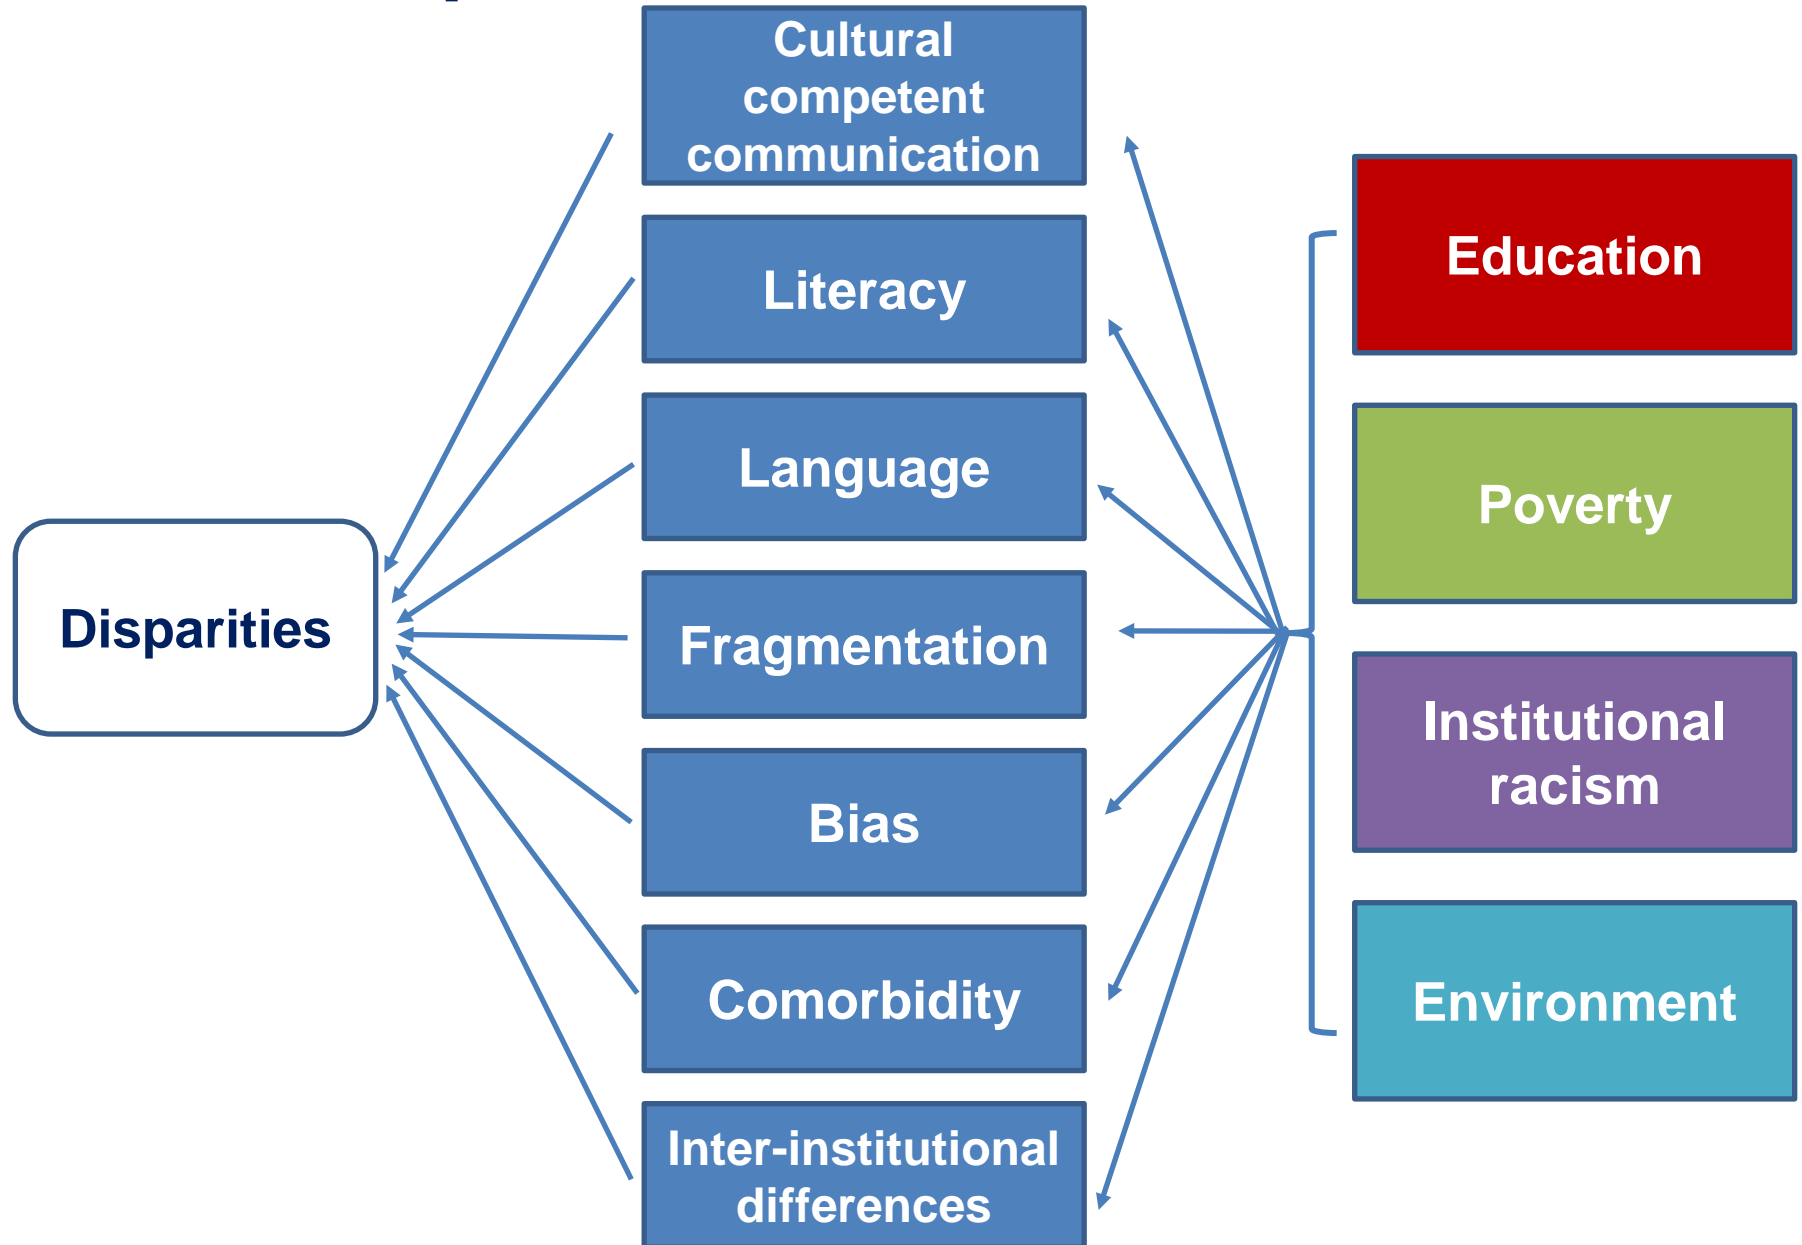 Cultural
competent
communication
Literacy
Language
Fragmentation
Bias
Comorbidity
Inter-institutional
differences
Disparities
Education
Poverty
Institutional
racism
Environment